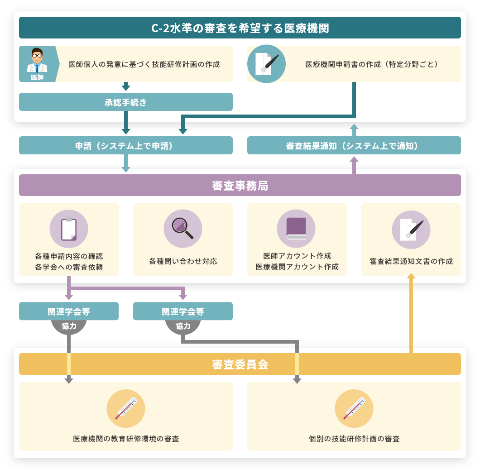 C-2水準の審査を希望する医療機関
医師
医師個人の発意に基づく技能研修計画の作成
医療機関申請書の作成（特定分野ごと）
承認手続き
申請（システム上で申請）
審査結果通知（システム上で通知）
審査事務局
各種申請内容の確認
各学会への審査依頼
各種問い合わせ対応
医師アカウント作成
医療機関アカウント作成
審査結果通知文書の作成
関連学会等
協力
関連学会等
協力
審査委員会
医療機関の教育研修環境の審査
個別の技能研修計画の審査